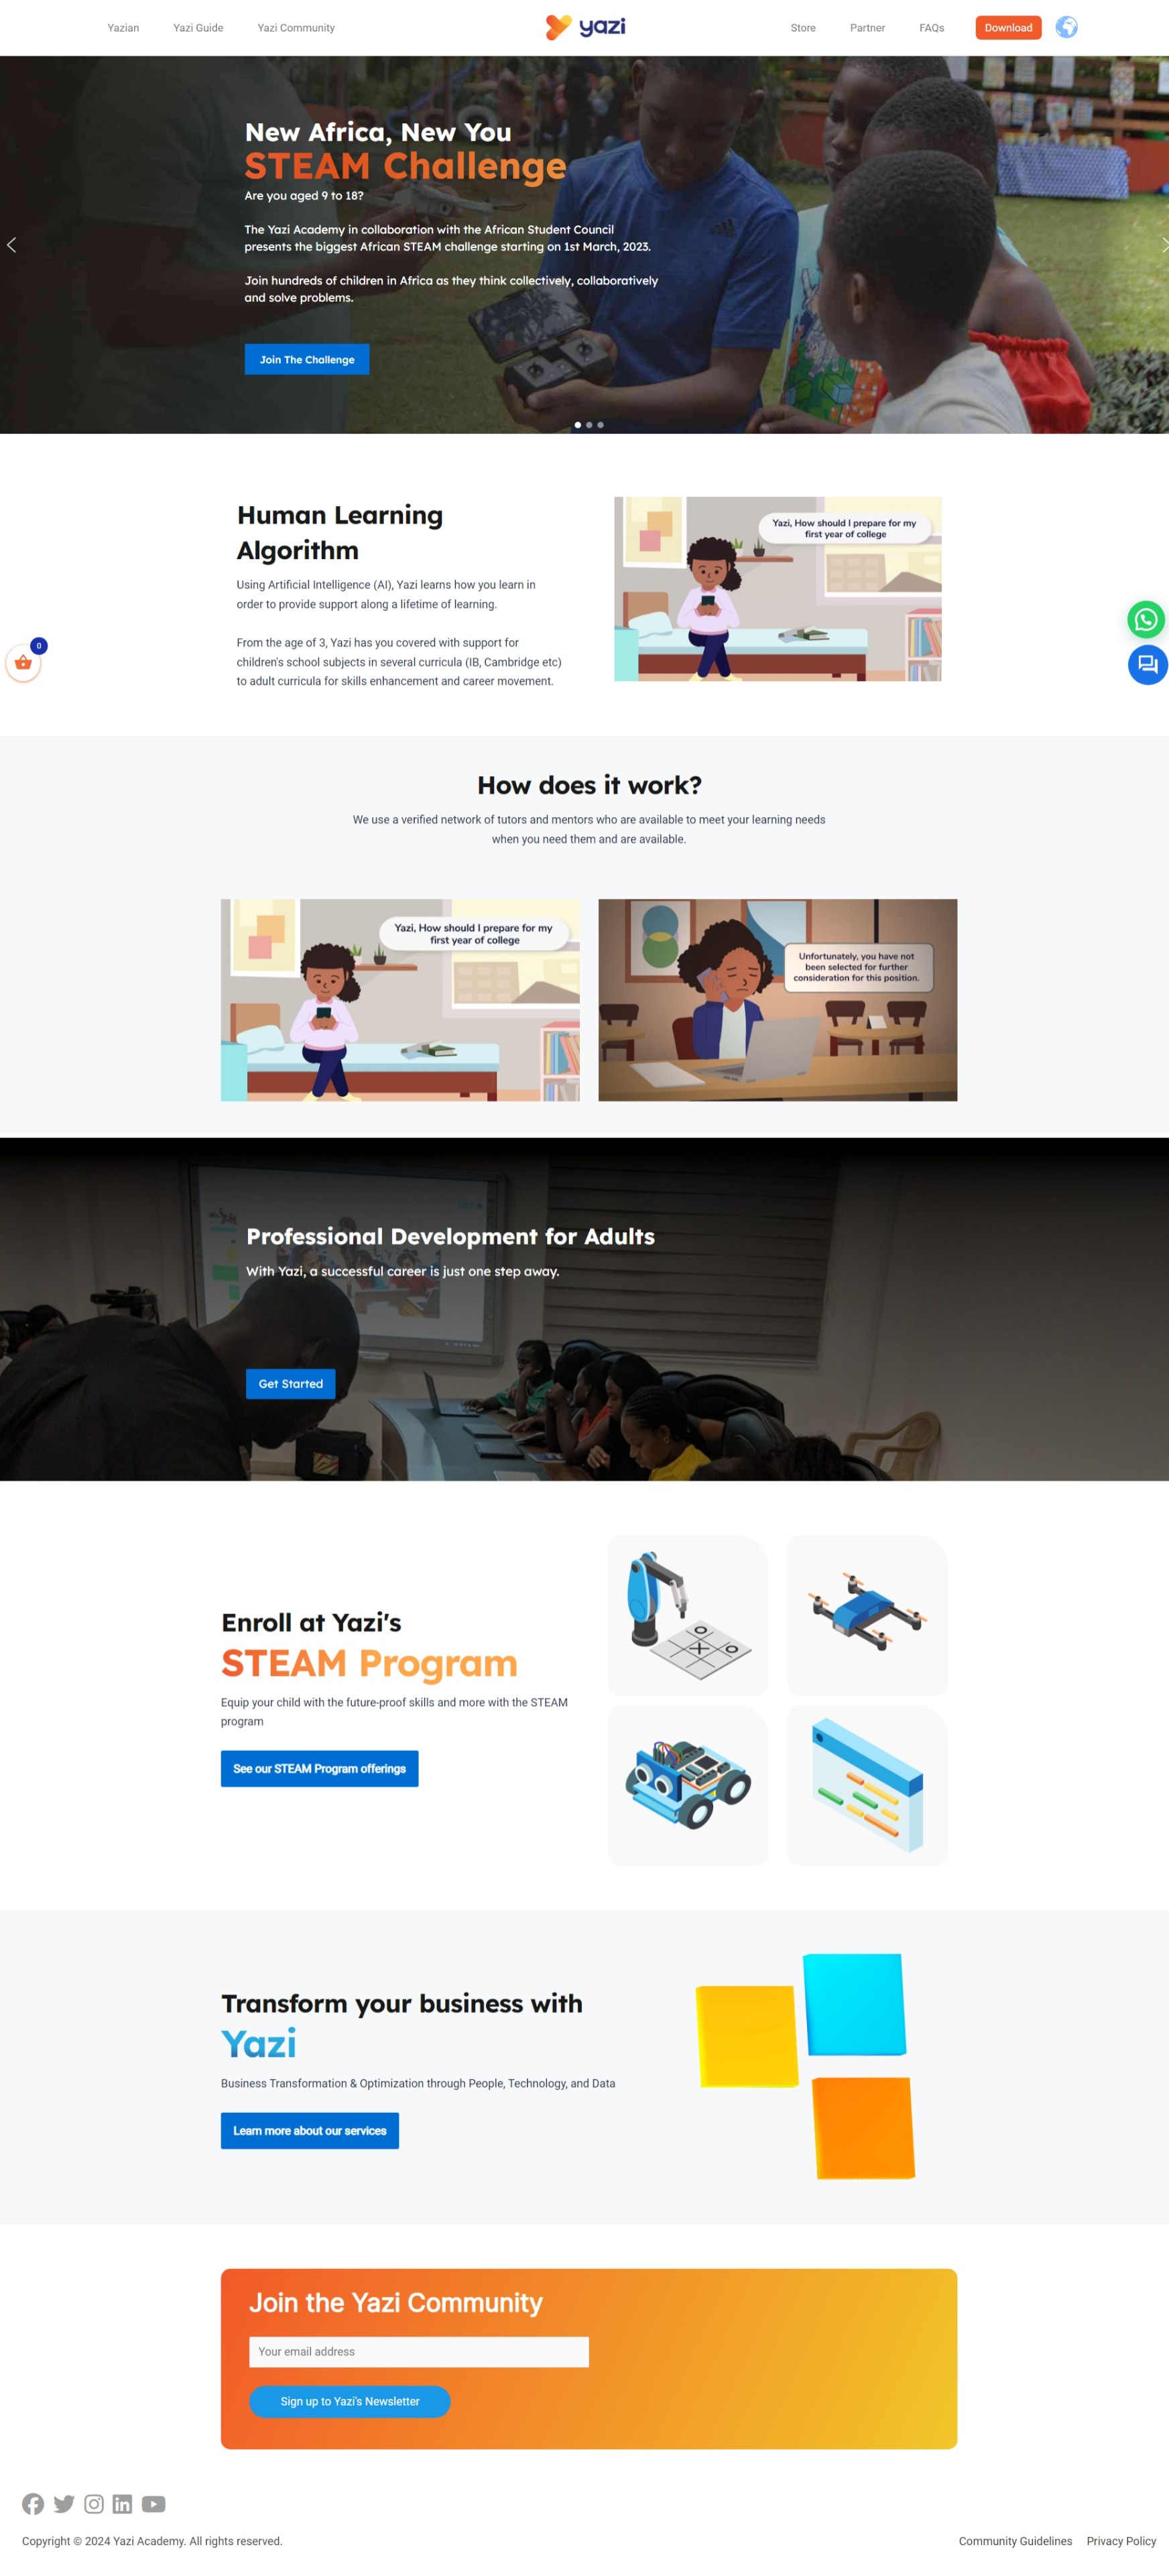 Yazian
Yazi Guide
Yazi Community
yazi
Store
Partner
FAQs
Download
New Africa, New You
STEAM Challenge
Are you aged 9 to 18?
The Yazi Academy in collaboration with the African Student Council
presents the biggest African STEAM challenge starting on 1st March, 2023.
Join hundreds of children in Africa as they think collectively, collaboratively
and solve problems.
Join The Challenge
Human Learning
Algorithm
Using Artificial Intelligence (AI), Yazi learns how you learn in
order to provide support along a lifetime of learning.
From the age of 3, Yazi has you covered with support for
children's school subjects in several curricula (IB, Cambridge etc)
to adult curricula for skills enhancement and career movement.
Yazi, How should I prepare for my
first year of college
0
How does it work?
We use a verified network of tutors and mentors who are available to meet your learning needs
when you need them and are available.
Yazi, How should I prepare for my
first year of college
Unfortunately, you have not
been selected for further
consideration for this position.
Professional Development for Adults
With Yazi, a successful career is just one step away.
Get Started
Enroll at Yazi's
STEAM Program
Equip your child with the future-proof skills and more with the STEAM
program
See our STEAM Program offerings
Transform your business with
Yazi
Business Transformation & Optimization through People, Technology, and Data
Learn more about our services
Join the Yazi Community
Your email address
Sign up to Yazi's Newsletter
Copyright © 2024 Yazi Academy. All rights reserved.
Community Guidelines
Privacy Policy